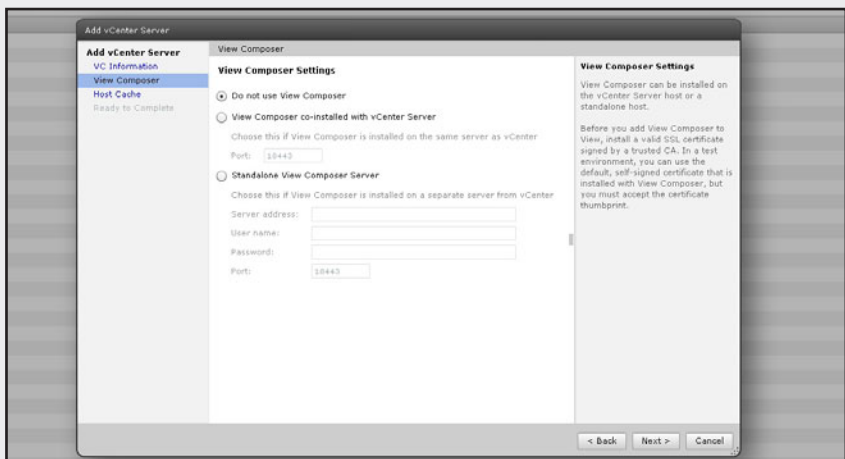 Add vCenter Server
Add vCenter Server
VC Information
View Composer
Host Cache
Ready to Complete
View Composer
View Composer Settings
Do not use View Composer
View Composer co-installed with vCenter Server
Choose this if View Composer is installed on the same server as vCenter
Port: 18443
Standalone View Composer Server
Choose this if View Composer is installed on a separate server from vCenter
Server address:
User name:
Password:
Port: 18443
View Composer Settings
View Composer can be installed on
the vCenter Server host or a
standalone host.
Before you add View Composer to
View, install a valid SSL certificate
signed by a trusted CA. In a test
environment, you can use the
default, self-signed certificate that is
installed with View Composer, but
you must accept the certificate
thumbprint.
< Back Next > Cancel